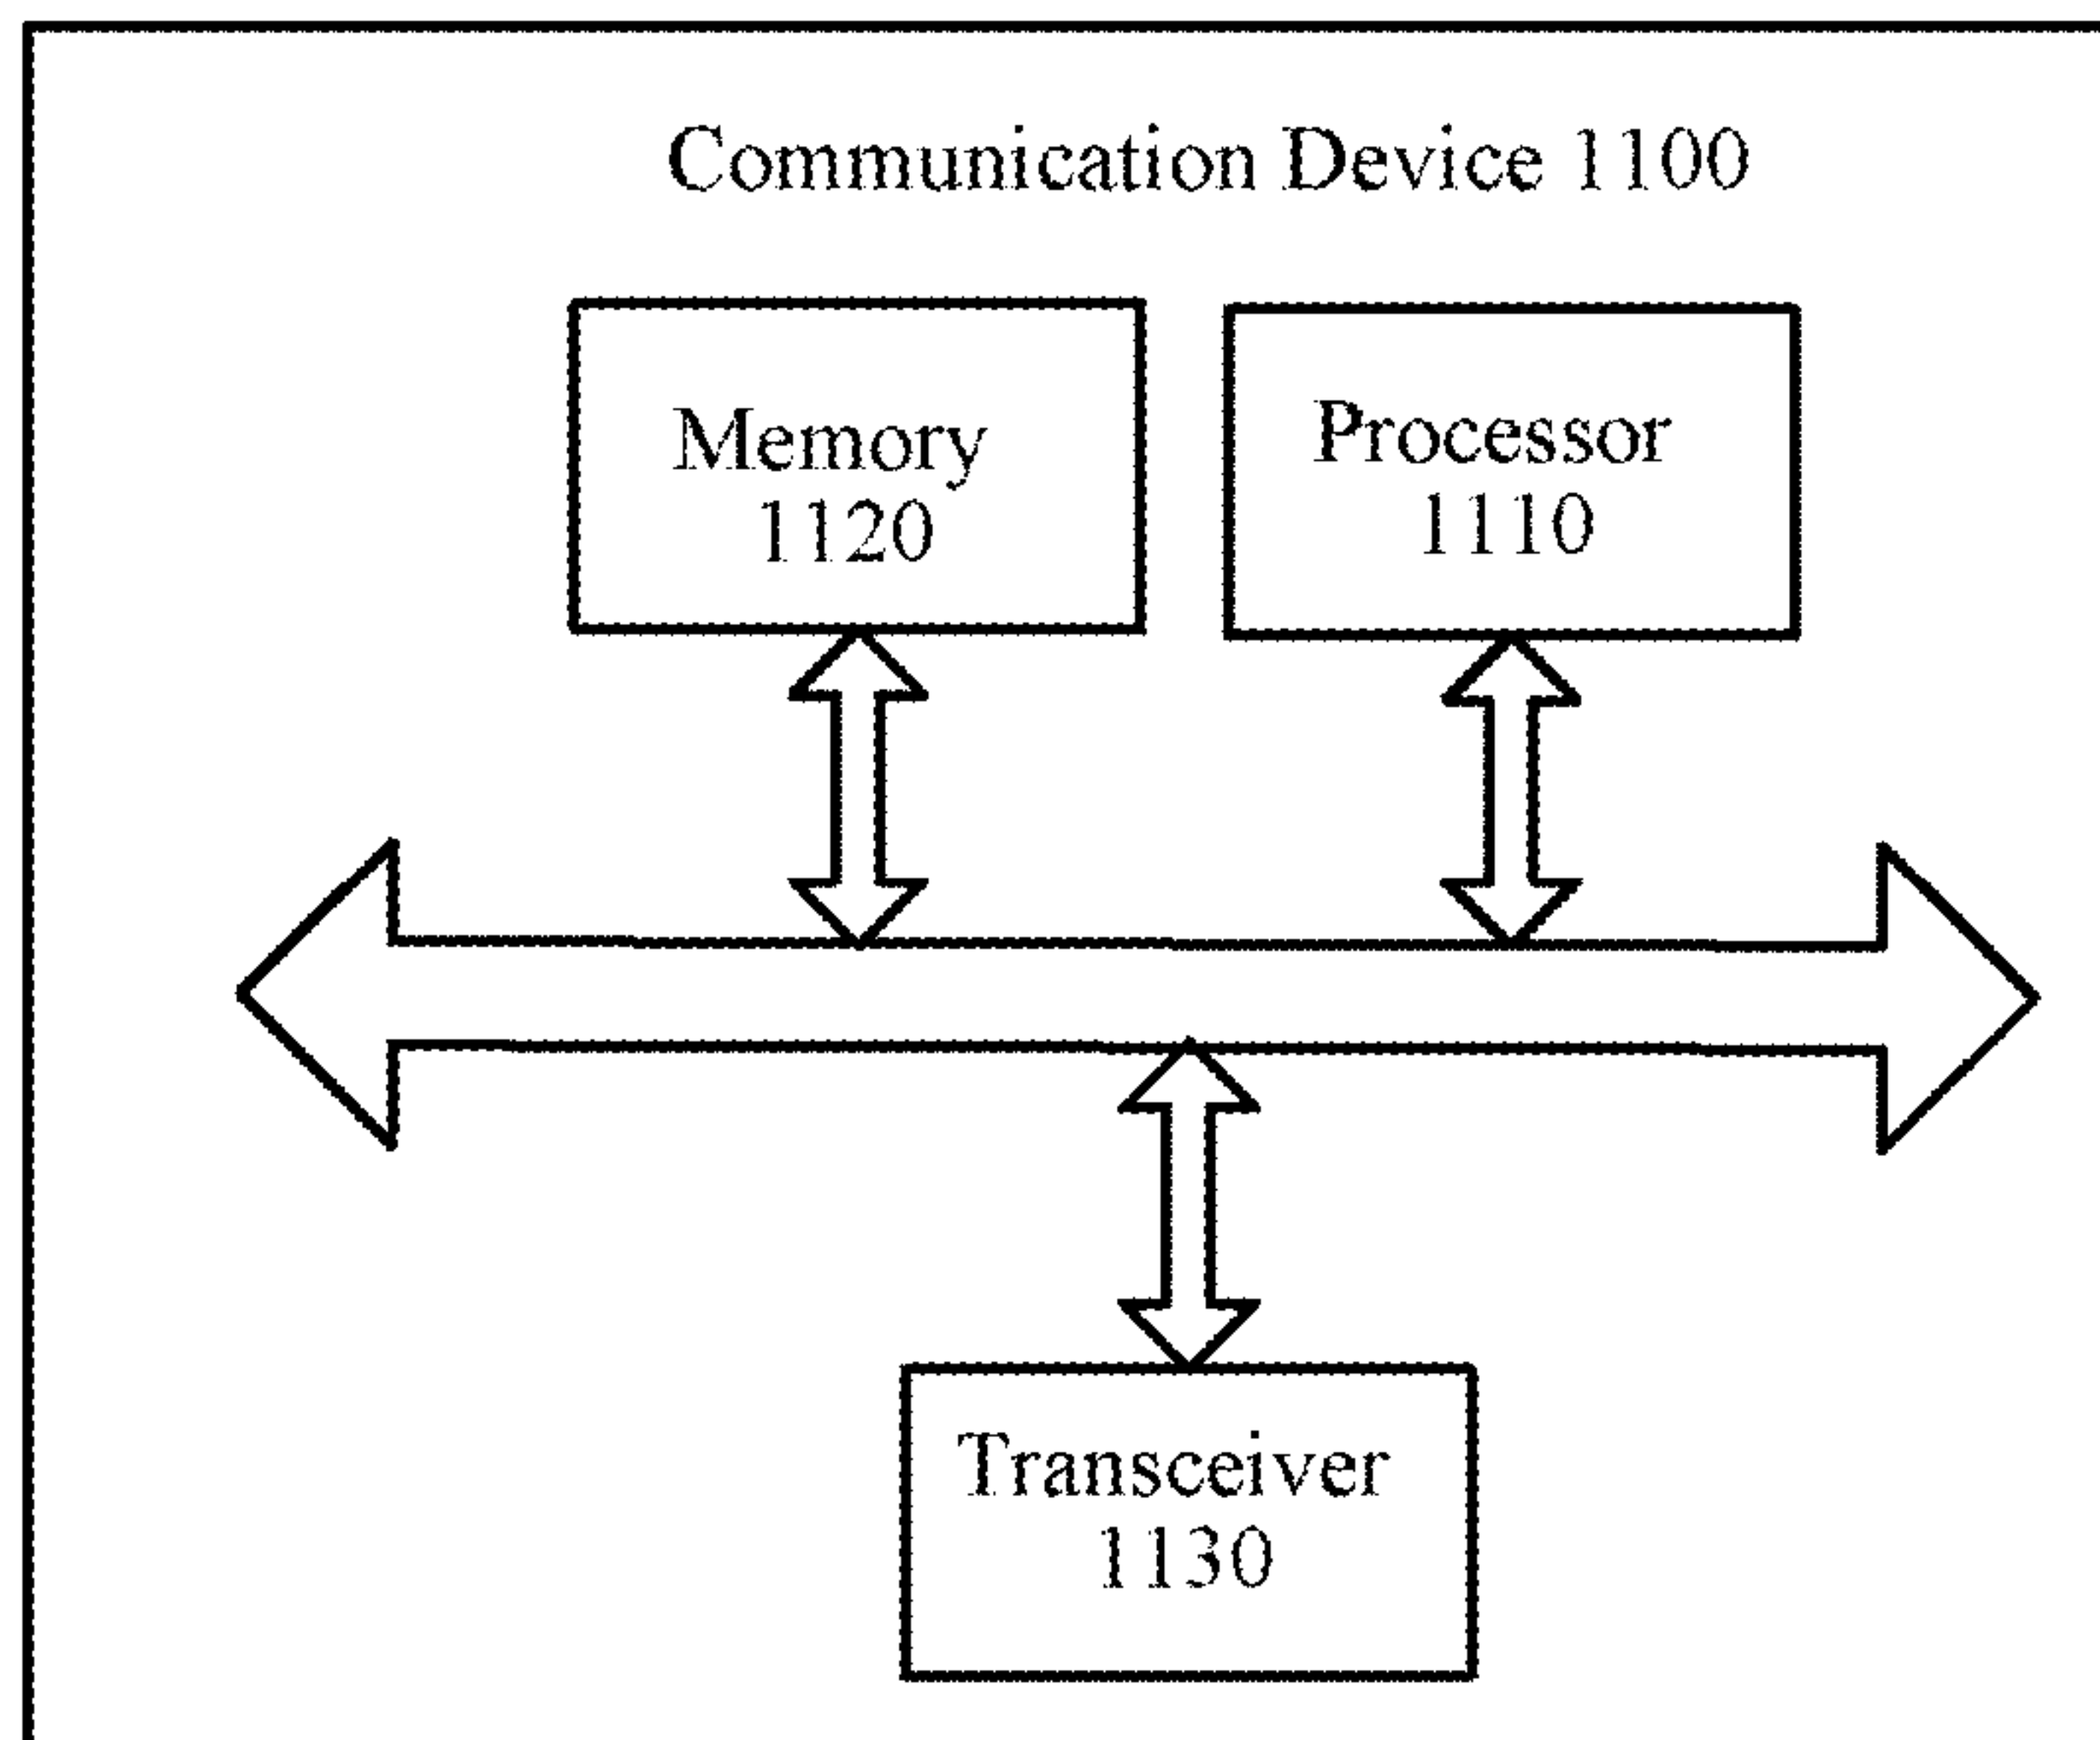 Communication Device 1100
Memory
1120
Processor
1110
Transceiver
1130